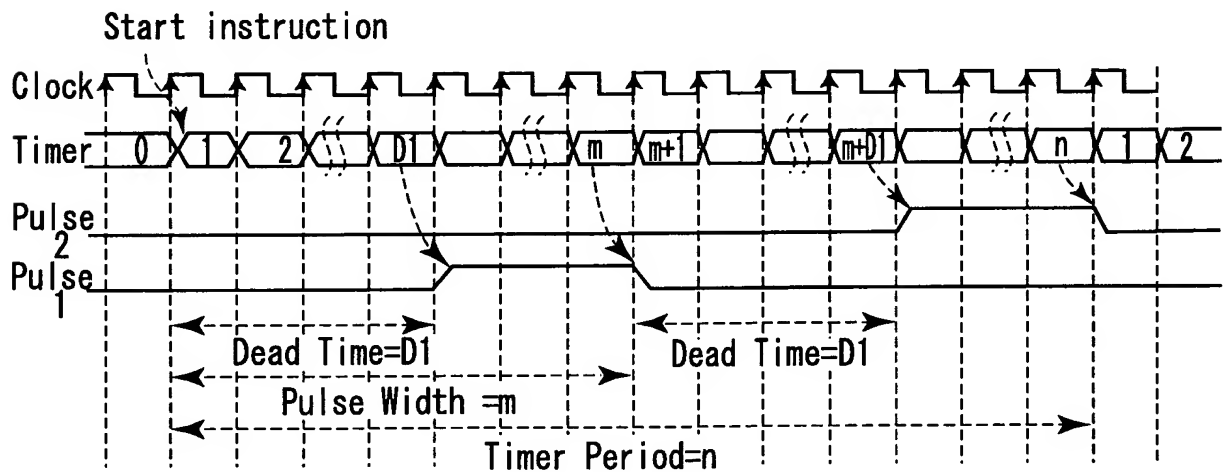 Start instruction
Clock
Timer 0 1 2 D1 m m+1 m+D1 n 1 2
Pulse
2
Pulse
1
Dead Time=D1 Dead Time=D1
Pulse Width =m
Timer Period=n